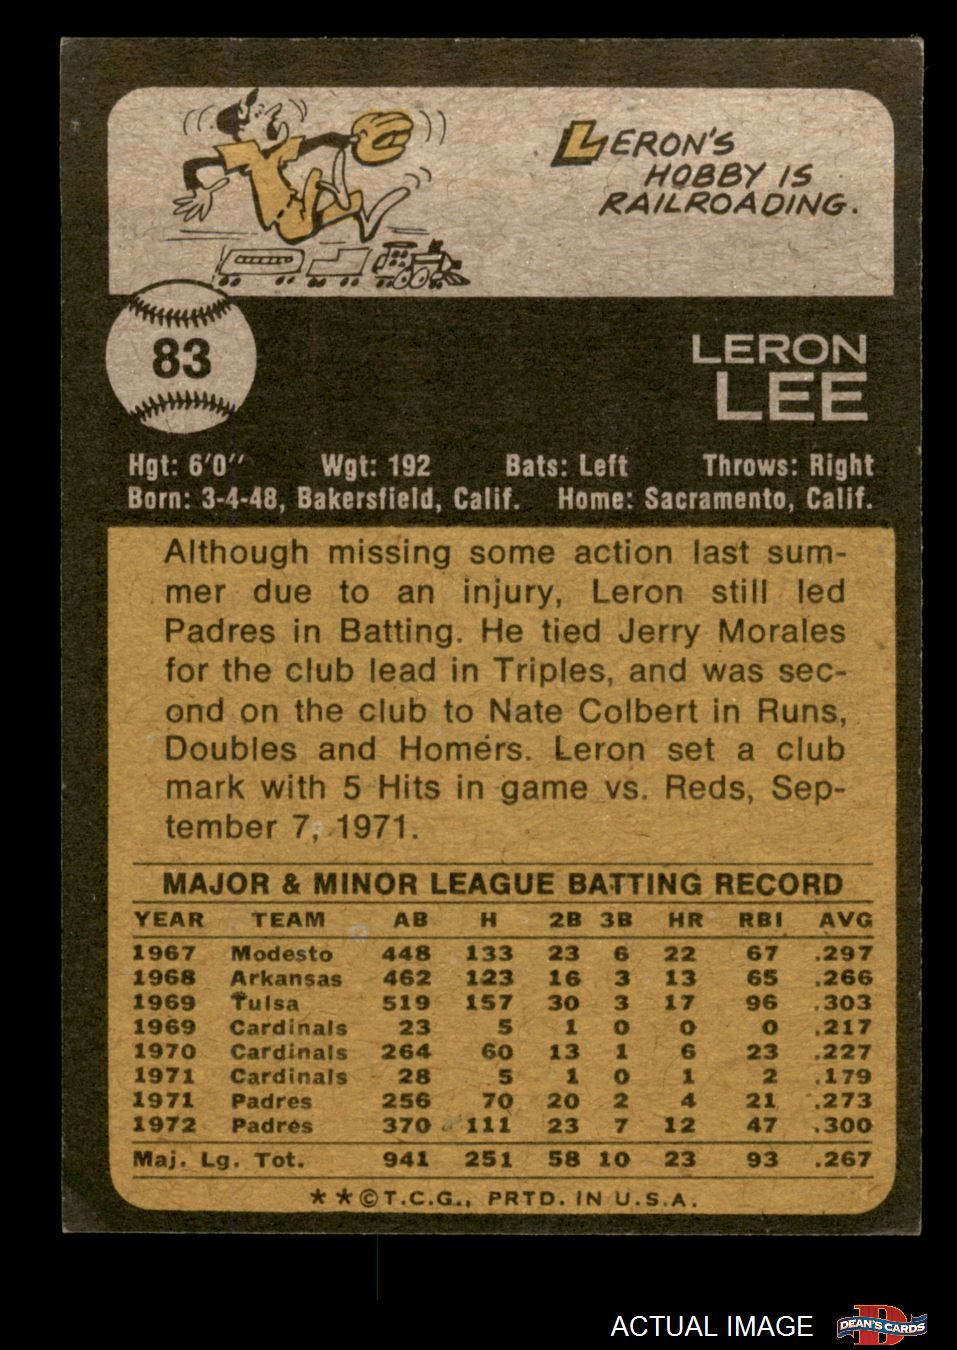 LERON'S
HOBBY IS
RAILROADING.
83
LERON
LEE
Hgt: 6'0" Wgt: 192 Bats: Left Throws: Right
Born: 3-4-48, Bakersfield, Calif. Home: Sacramento, Calif.
Although missing some action last sum-
mer due to an injury, Leron still led
Padres in Batting. He tied Jerry Morales
for the club lead in Triples, and was sec-
ond on the club to Nate Colbert in Runs,
Doubles and Homers. Leron set a club
mark with 5 Hits in game vs. Reds, Sep-
tember 7, 1971.
MAJOR & MINOR LEAGUE BATTING RECORD
YEAR TEAM AB H 2B 3B HR RBI AVG
1967 Modesto 448 133 23 6 22 67 .297
1968 Arkansas 462 123 16 3 13 65 .266
1969 Tulsa 519 157 30 3 17 96 .303
1969 Cardinals 23 5 1 0 0 0 .217
1970 Cardinals 264 60 13 1 6 23 .227
1971 Cardinals 28 5 1 0 1 2 .179
1971 Padres 256 70 20 2 4 21 .273
1972 Padres 370 111 23 7 12 47 .300
Maj. Lg. Tot. 941 251 58 10 23 93 .267
★ ★ © T.C.G., PRTD. IN U.S.A.
ACTUAL IMAGE
D
DEAN'S CARDS